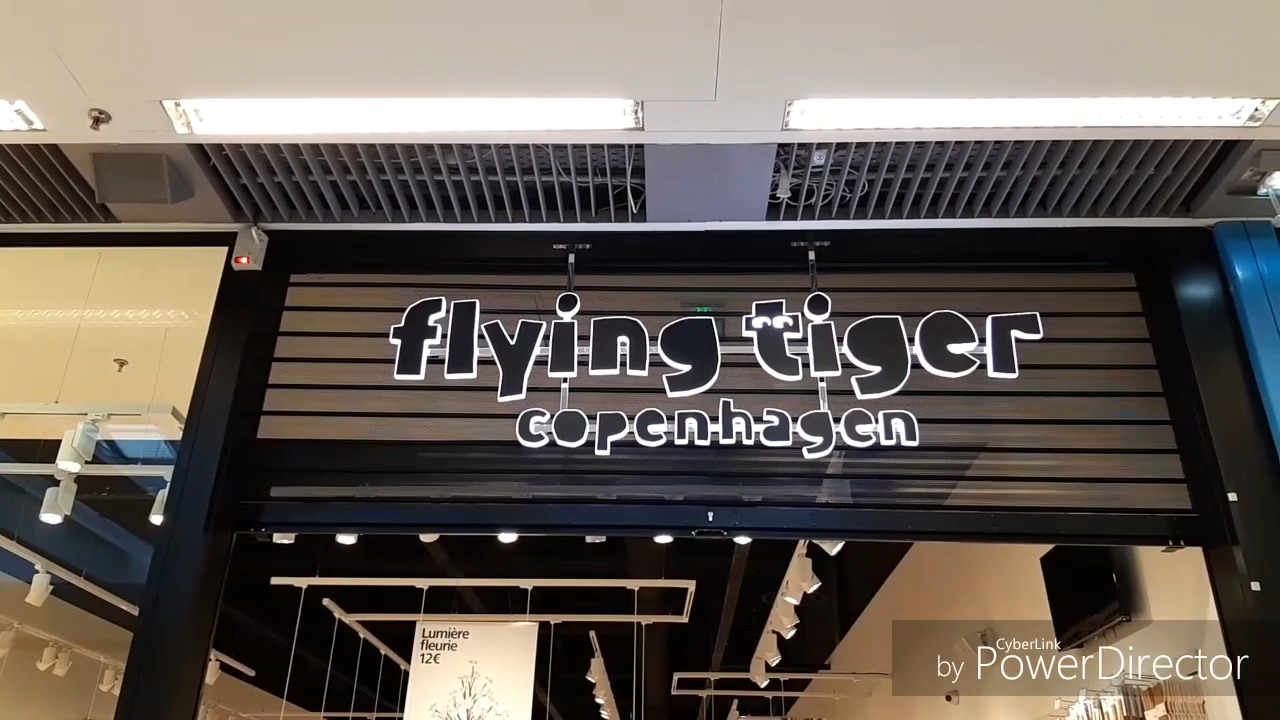 flying tiger
copenhagen
Lumière
fleurie
12€
CyberLink
by PowerDirector